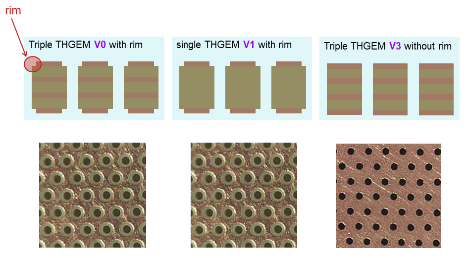 rim
Triple THGEM V0 with rim
single THGEM V1 with rim
Triple THGEM V3 without rim